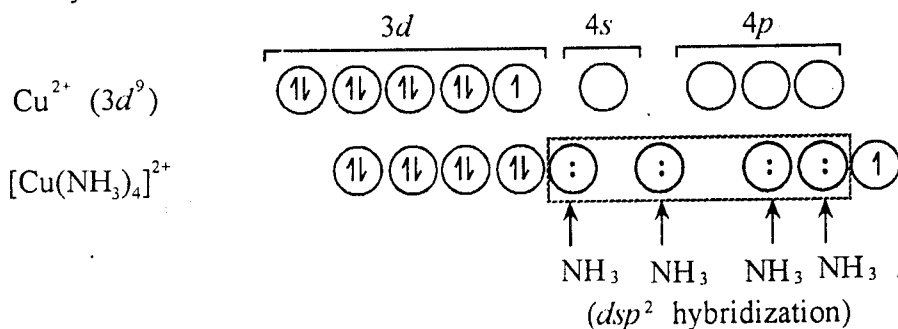 3d 4s 4p
Cu²⁺ (3d⁹) ⥮ ⥮ ⥮ ⥮ ↿
[Cu(NH₃)₄]²⁺ ⥮ ⥮ ⥮ ⥮ : : : : ↿
NH₃ NH₃ NH₃ NH₃
(dsp² hybridization)